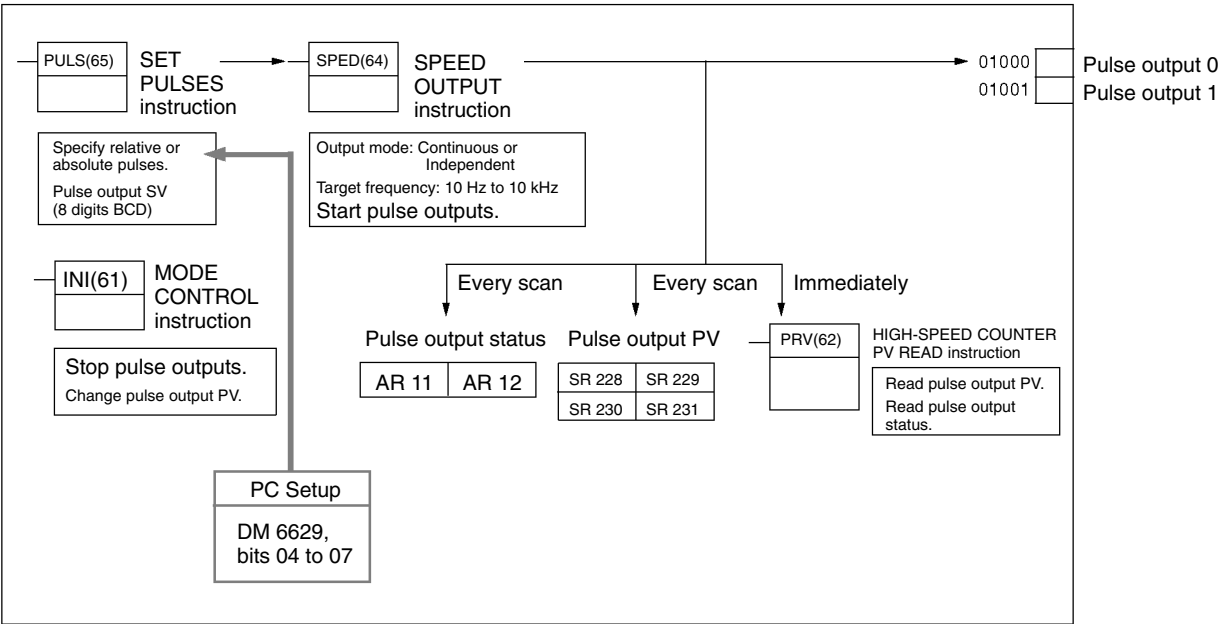 PULS(65)
SET
PULSES
instruction
SPED(64)
SPEED
OUTPUT
instruction
01000
Pulse output 0
01001
Pulse output 1
Specify relative or
absolute pulses.
Pulse output SV
(8 digits BCD)
Output mode: Continuous or
Independent
Target frequency: 10 Hz to 10 kHz
Start pulse outputs.
INI(61)
MODE
CONTROL
instruction
Stop pulse outputs.
Change pulse output PV.
Every scan
Every scan
Immediately
Pulse output status
AR 11 AR 12
Pulse output PV
SR 228 SR 229
SR 230 SR 231
PRV(62)
HIGH-SPEED COUNTER
PV READ instruction
Read pulse output PV.
Read pulse output
status.
PC Setup
DM 6629,
bits 04 to 07